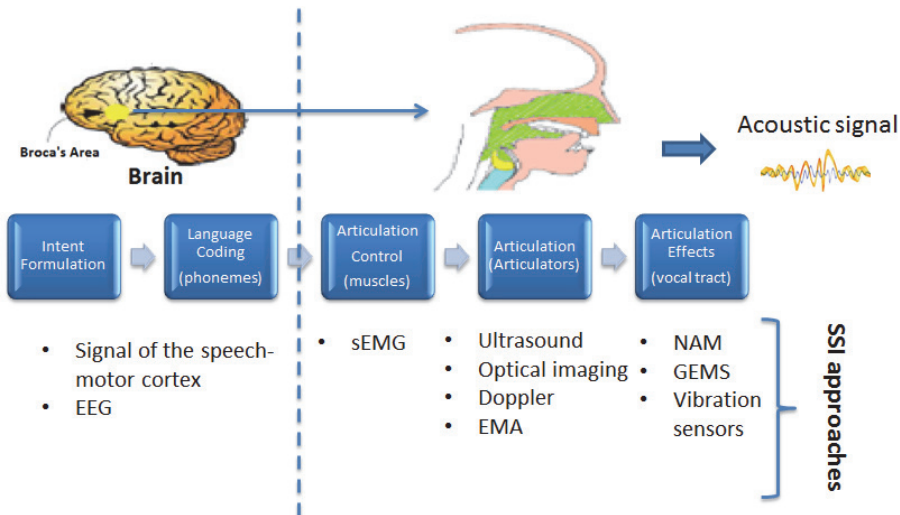 Broca's Area
Brain
Acoustic signal
Intent
Formulation
Language
Coding
(phonemes)
Articulation
Control
(muscles)
Articulation
(Articulators)
Articulation
Effects
(vocal tract)
• Signal of the speech-
motor cortex
• EEG
• sEMG
• Ultrasound
• Optical imaging
• Doppler
• EMA
• NAM
• GEMS
• Vibration
sensors
SSI approaches